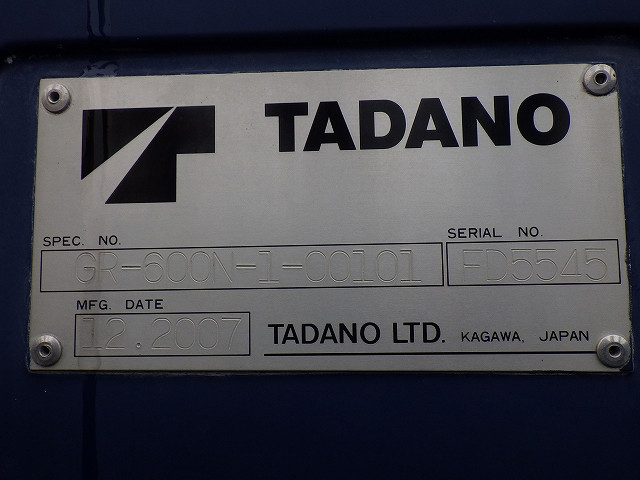 TADANO
SPEC. NO.
GR-600N-1-00101
SERIAL NO.
FD5545
MFG. DATE
12.2007
TADANO LTD. KAGAWA, JAPAN